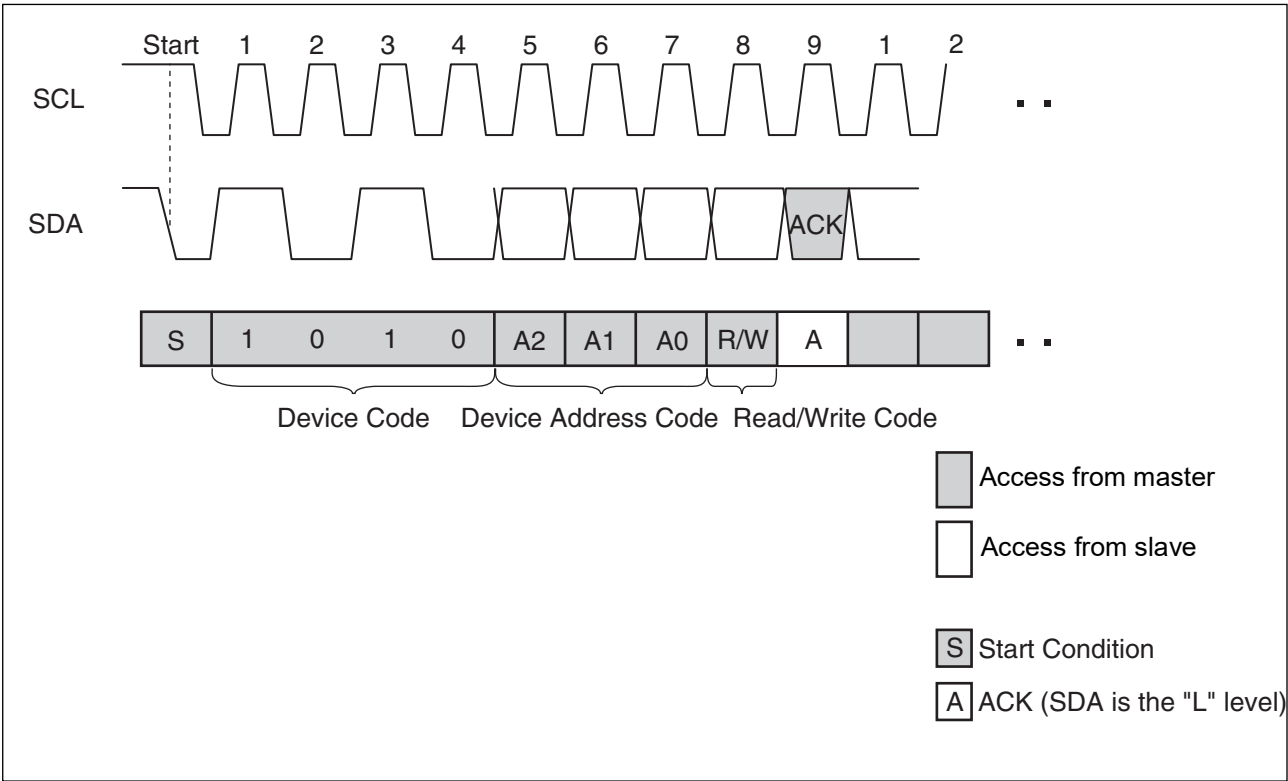 Start 1 2 3 4 5 6 7 8 9 1 2
SCL
SDA
ACK
S 1 0 1 0 A2 A1 A0 R/W A
Device Code Device Address Code Read/Write Code
Access from master
Access from slave
S Start Condition
A ACK (SDA is the "L" level)